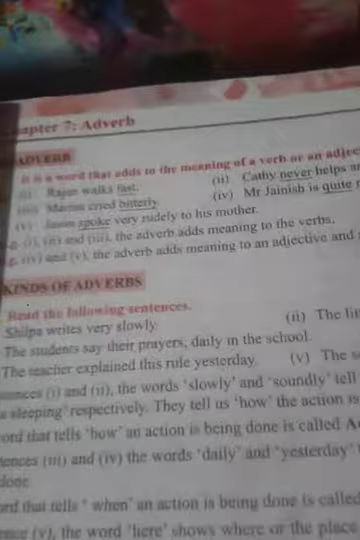 apter 7: Adverb
ADVERB
It is a word that adds to the meaning of a verb or an adjec
(i) Rajan walks fast. (ii) Cathy never helps
(iii) Marina cried bitterly (iv) Mr Jainish is quite
(v) spoke very rudely to his mother.
(i), (ii) and (iii), the adverb adds meaning to the verbs.
(iv) and (v), the adverb adds meaning to an adjective and
KINDS OF ADVERBS
Read the following sentences.
Shilpa writes very slowly. (ii) The
The students say their prayers, daily in the school.
The teacher explained this rule yesterday. (v) The
ences (i) and (ii), the words 'slowly' and 'soundly' tell
sleeping' respectively. They tell us 'how' the action is
ord that tells 'how' an action is being done is called
tences (iii) and (iv) the words 'daily' and 'yesterday'
done
ord that tells ' when' an action is being done is called
ence (v), the word 'here' shows where or the place